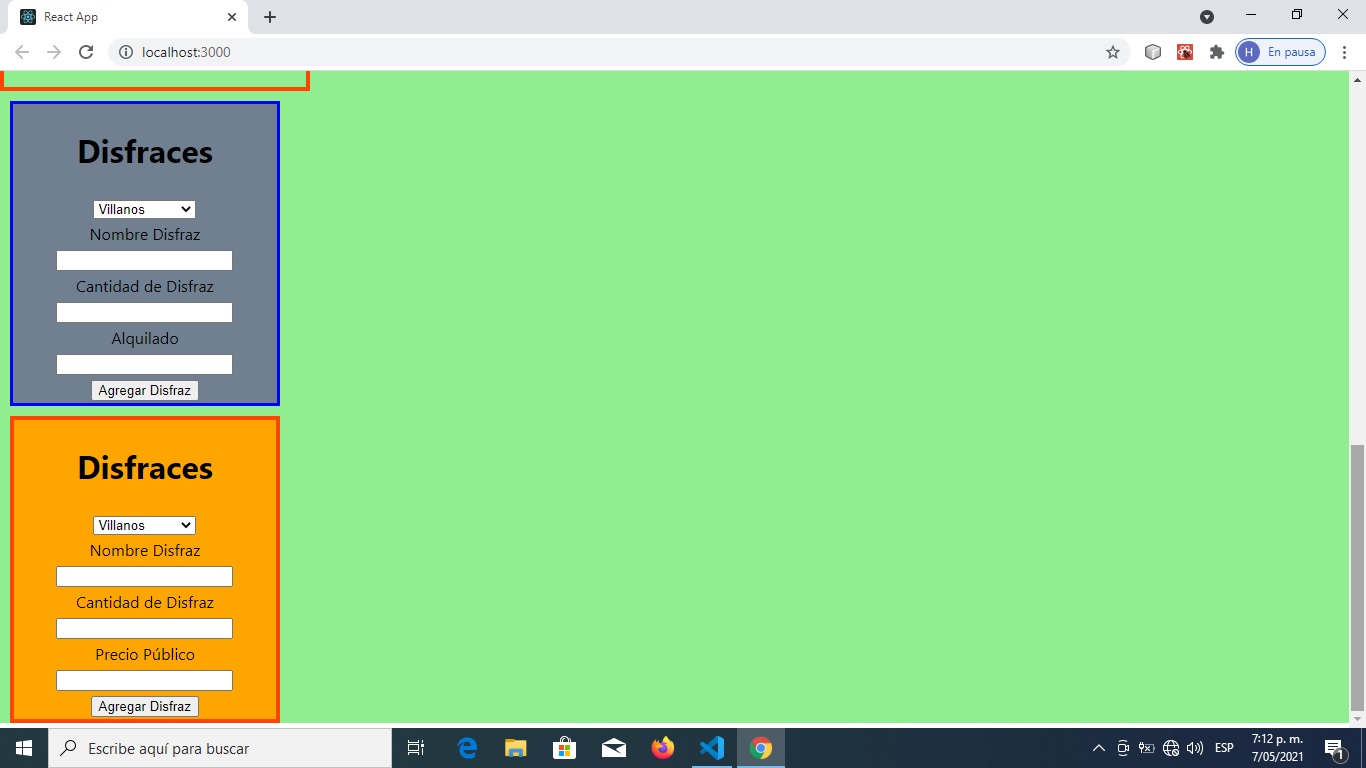 React App
localhost:3000
H En pausa
Disfraces
Villanos
Nombre Disfraz
Cantidad de Disfraz
Alquilado
Agregar Disfraz
Disfraces
Villanos
Nombre Disfraz
Cantidad de Disfraz
Precio Público
Agregar Disfraz
Escribe aquí para buscar
ESP
7:12 p. m.
7/05/2021
1